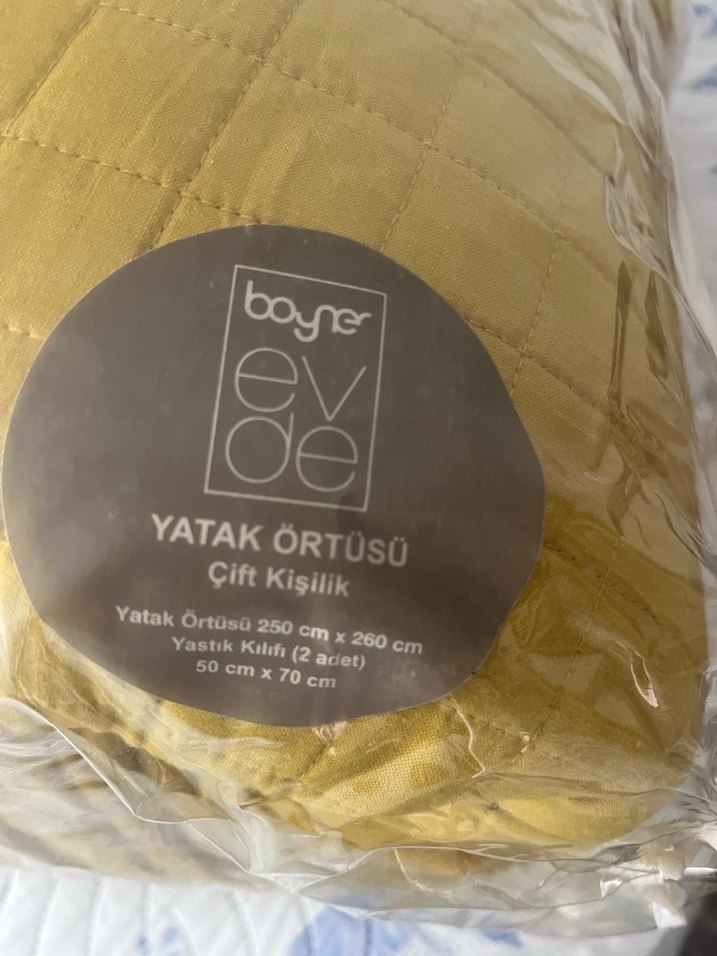 boyner
ev
de
YATAK ÖRTÜSÜ
Çift Kişilik
Yatak Örtüsü 250 cm x 260 cm
Yastık Kılıfı (2 adet)
50 cm x 70 cm